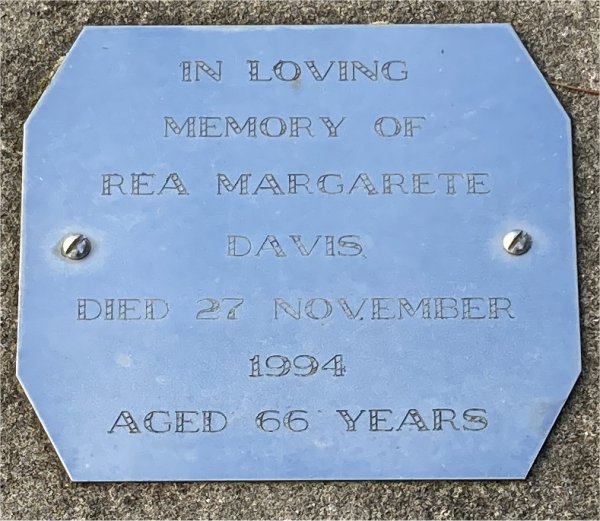 IN LOVING
MEMORY OF
REA MARGARETE
DAVIS
DIED 27 NOVEMBER
1994
AGED 66 YEARS